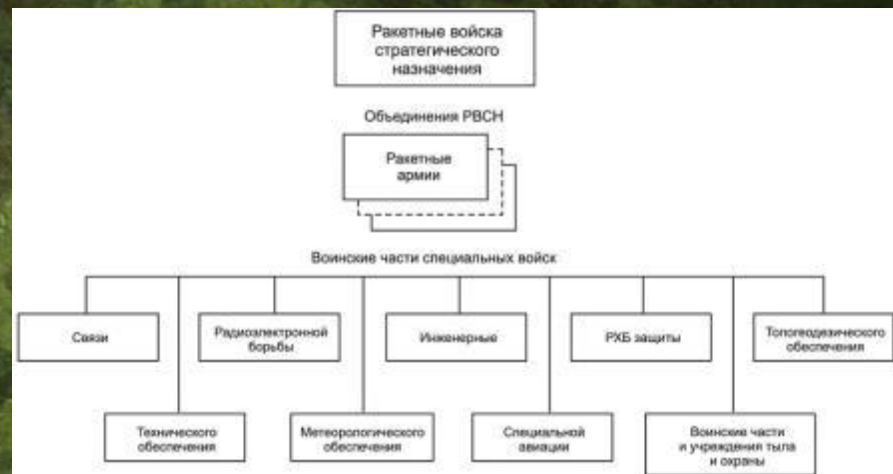 Ракетные войска
стратегического
назначения
Объединения РВСН
Ракетные
армии
Воинские части специальных войск
Связи
Радиоэлектронной
борьбы
Инженерные
РХБ защиты
Топогеодезического
обеспечения
Технического
обеспечения
Метеорологического
обеспечения
Специальной
авиации
Воинские части
и учреждения тыла
и охраны